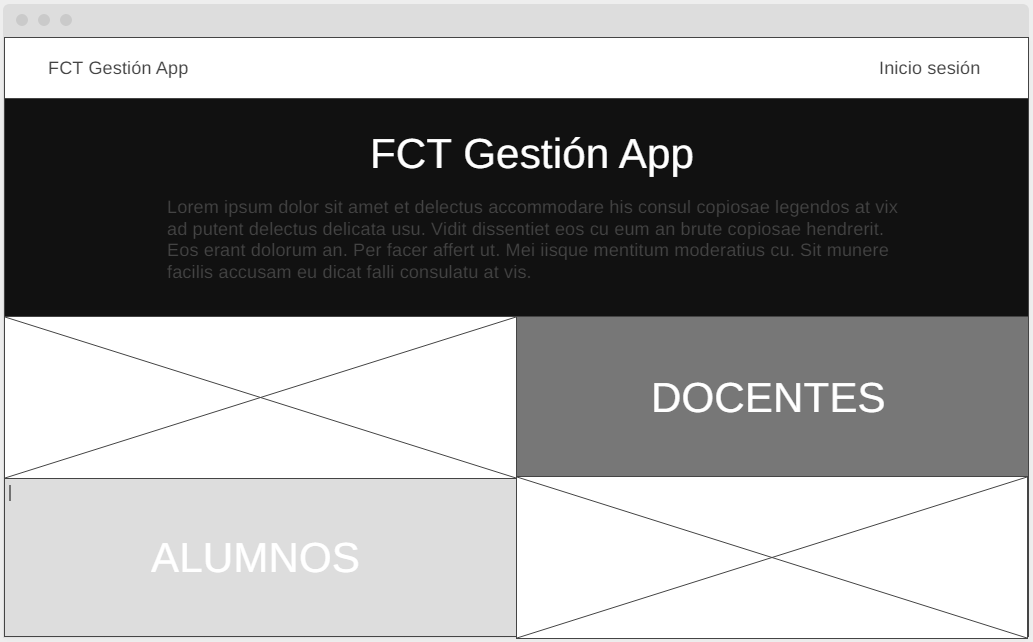 FCT Gestión App
Inicio sesión
FCT Gestión App
Lorem ipsum dolor sit amet et delectus accommodare his consul copiosae legendos at vix
ad putent delectus delicata usu. Vidit dissentiet eos cu eum an brute copiosae hendrerit.
Eos erant dolorum an. Per facer affert ut. Mei iisque mentitum moderatius cu. Sit munere
facilis accusam eu dicat falli consulatu at vis.
DOCENTES
ALUMNOS